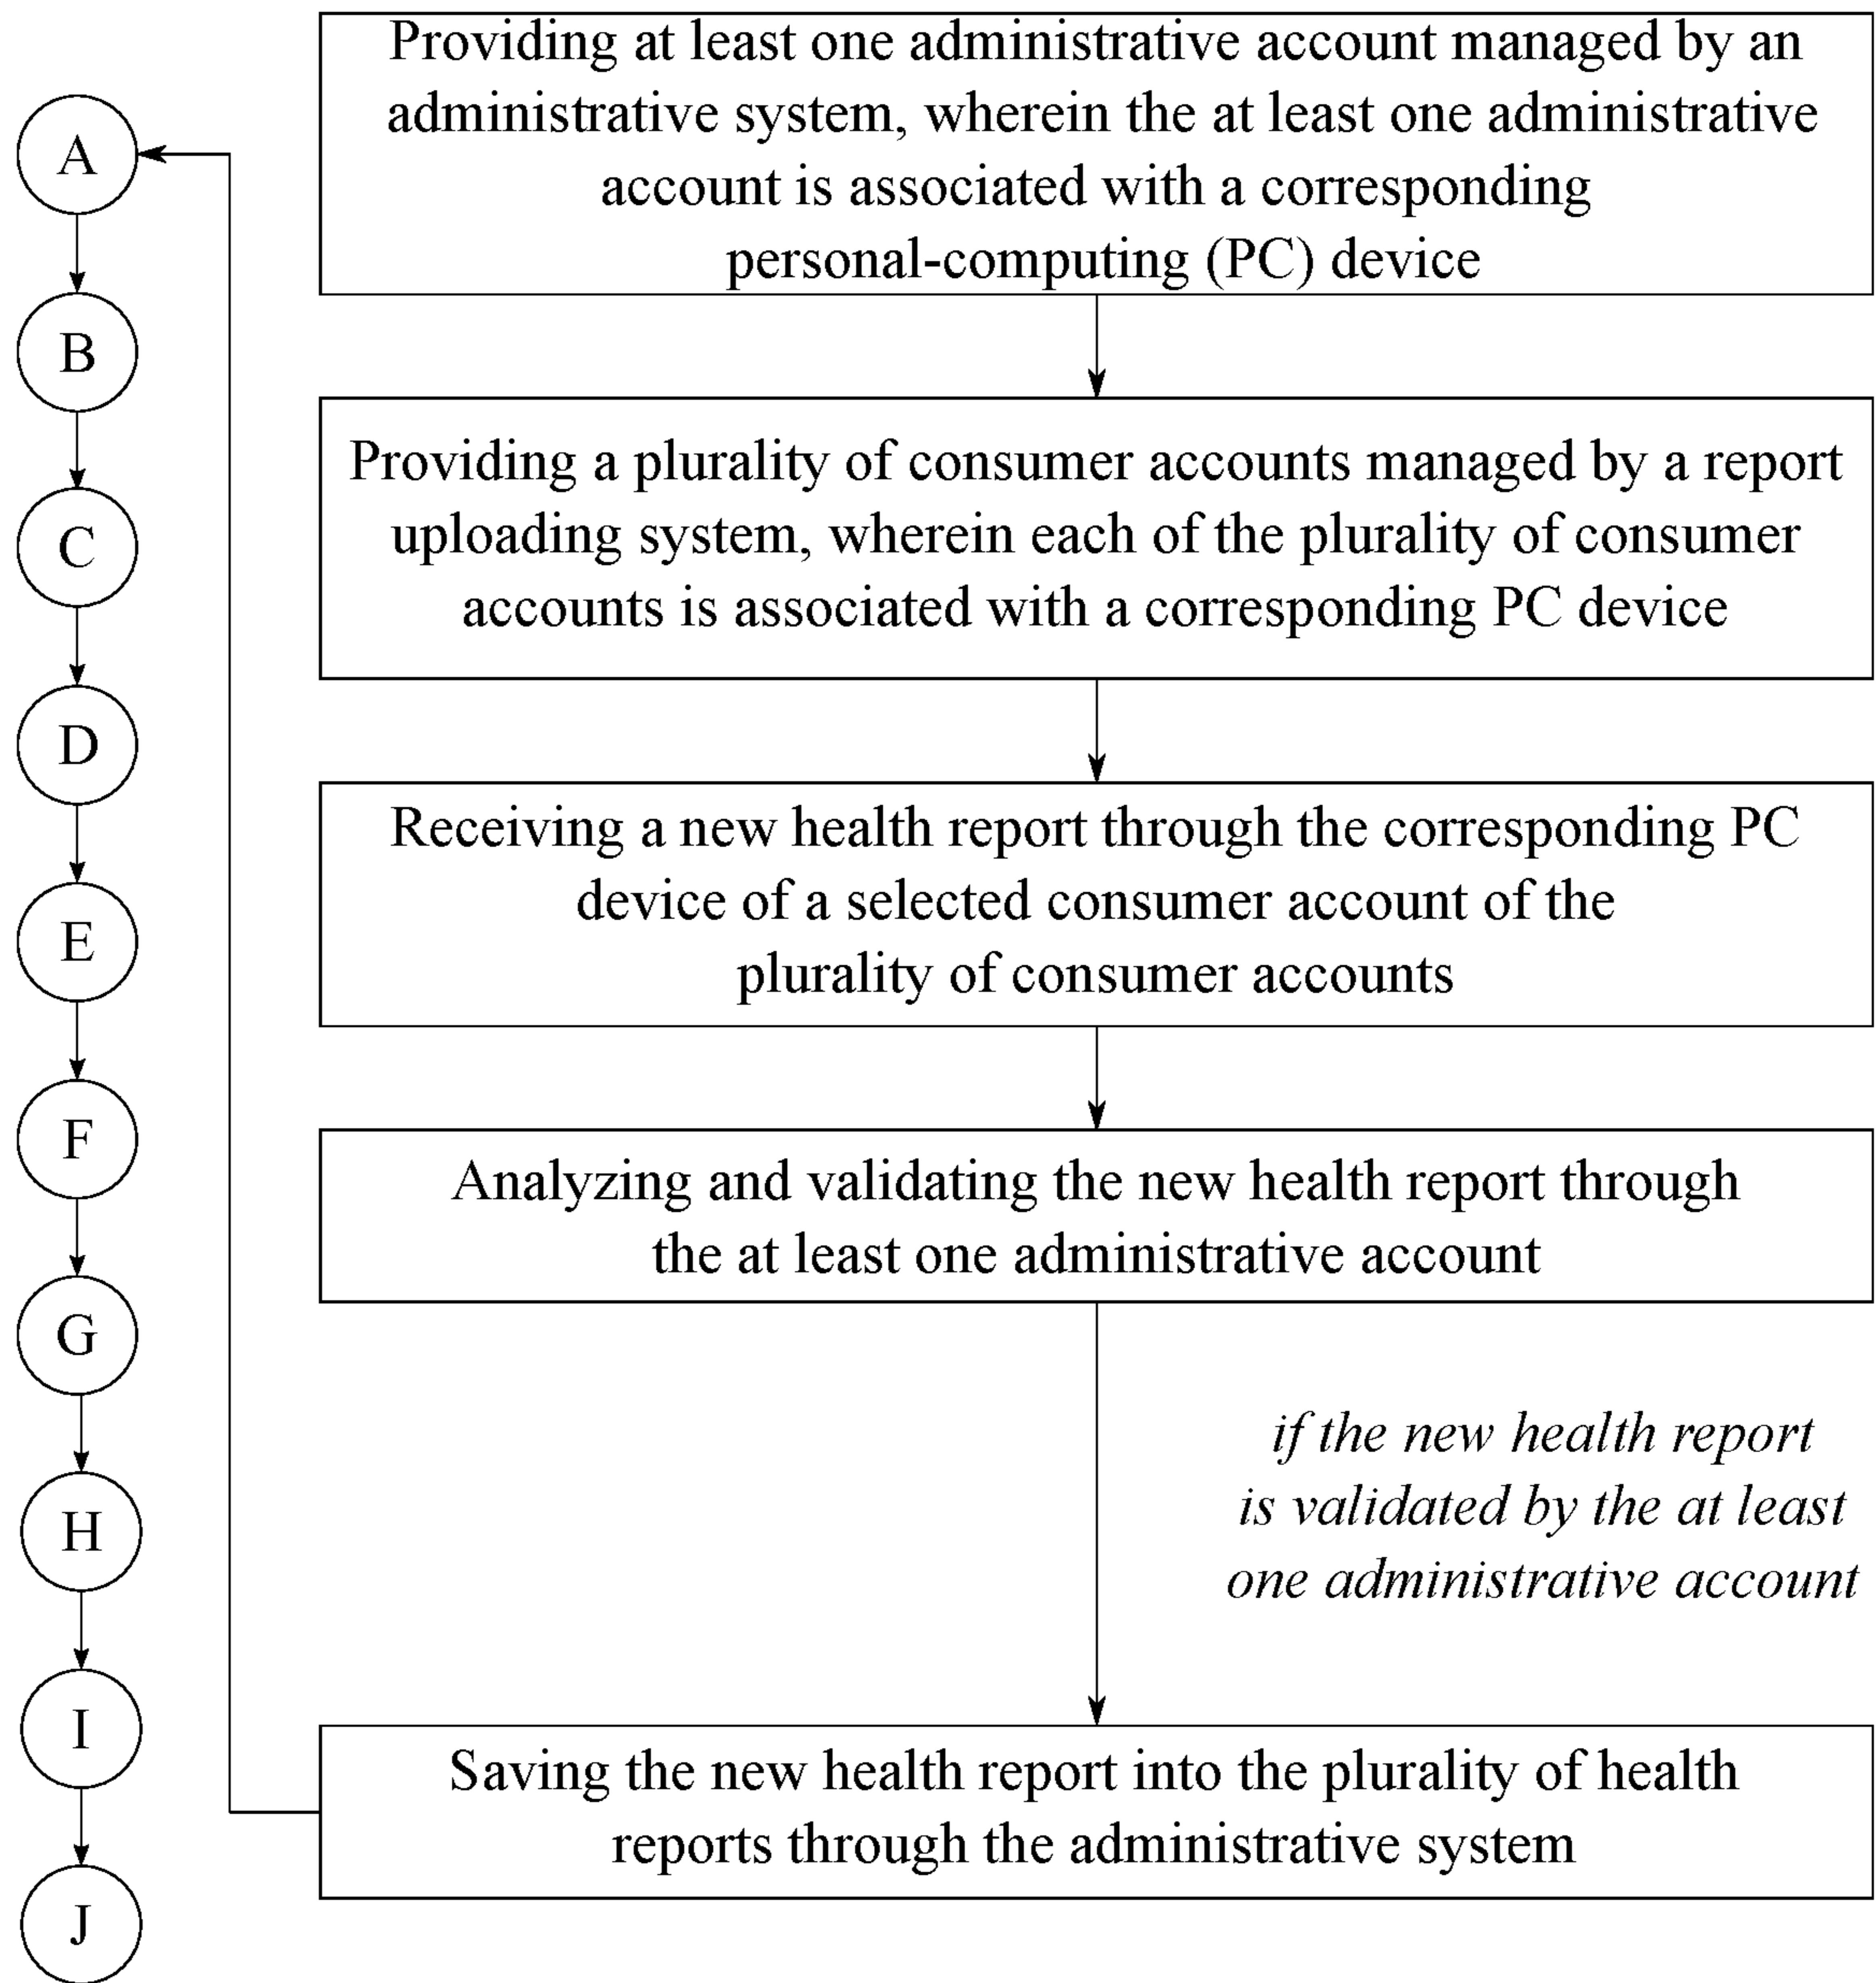 A
B
C
D
E
F
G
H
I
J
Providing at least one administrative account managed by an
administrative system, wherein the at least one administrative
account is associated with a corresponding
personal-computing (PC) device
Providing a plurality of consumer accounts managed by a report
uploading system, wherein each of the plurality of consumer
accounts is associated with a corresponding PC device
Receiving a new health report through the corresponding PC
device of a selected consumer account of the
plurality of consumer accounts
Analyzing and validating the new health report through
the at least one administrative account
if the new health report
is validated by the at least
one administrative account
Saving the new health report into the plurality of health
reports through the administrative system